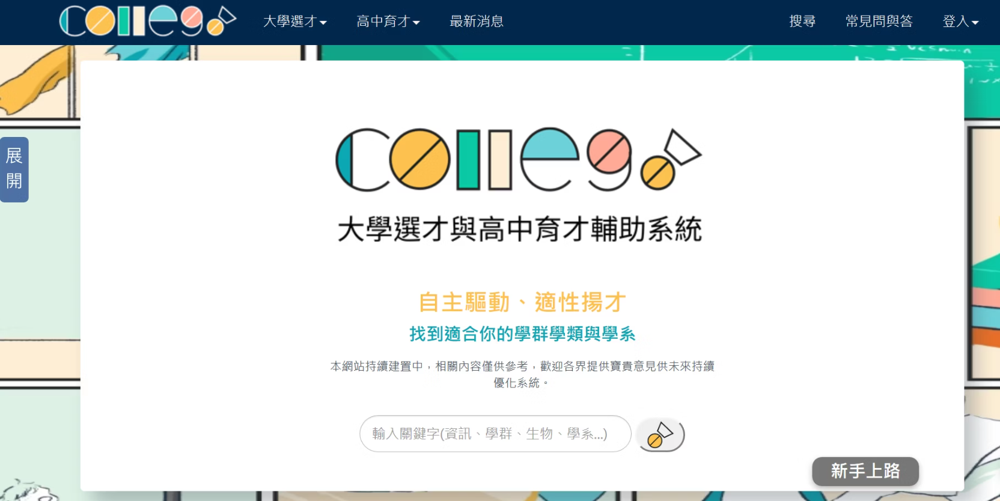 Collego 大學選才 高中育才 最新消息 搜尋 常見問與答 登入
展開
Collego
大學選才與高中育才輔助系統
自主驅動、適性揚才
找到適合你的學群學類與學系
本網站持續建置中，相關內容僅供參考，歡迎各界提供寶貴意見供未來持續
優化系統。
輸入關鍵字(資訊、學群、生物、學系...)
新手上路